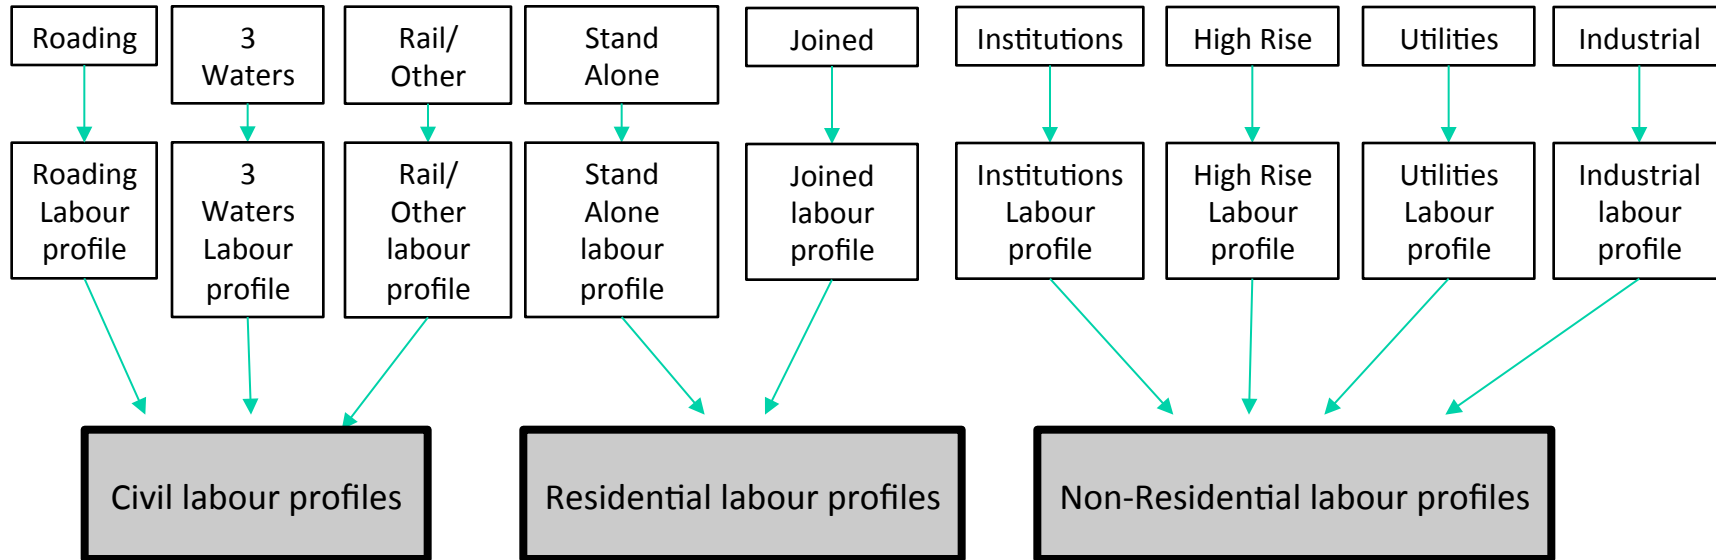 Roading
3
Waters
Rail/
Other
Stand
Alone
Joined
Institutions
High Rise
Utilities
Industrial
Roading
Labour
profile
3
Waters
Labour
profile
Rail/
Other
labour
profile
Stand
Alone
labour
profile
Joined
labour
profile
Institutions
Labour
profile
High Rise
Labour
profile
Utilities
Labour
profile
Industrial
labour
profile
Civil labour profiles
Residential labour profiles
Non-Residential labour profiles